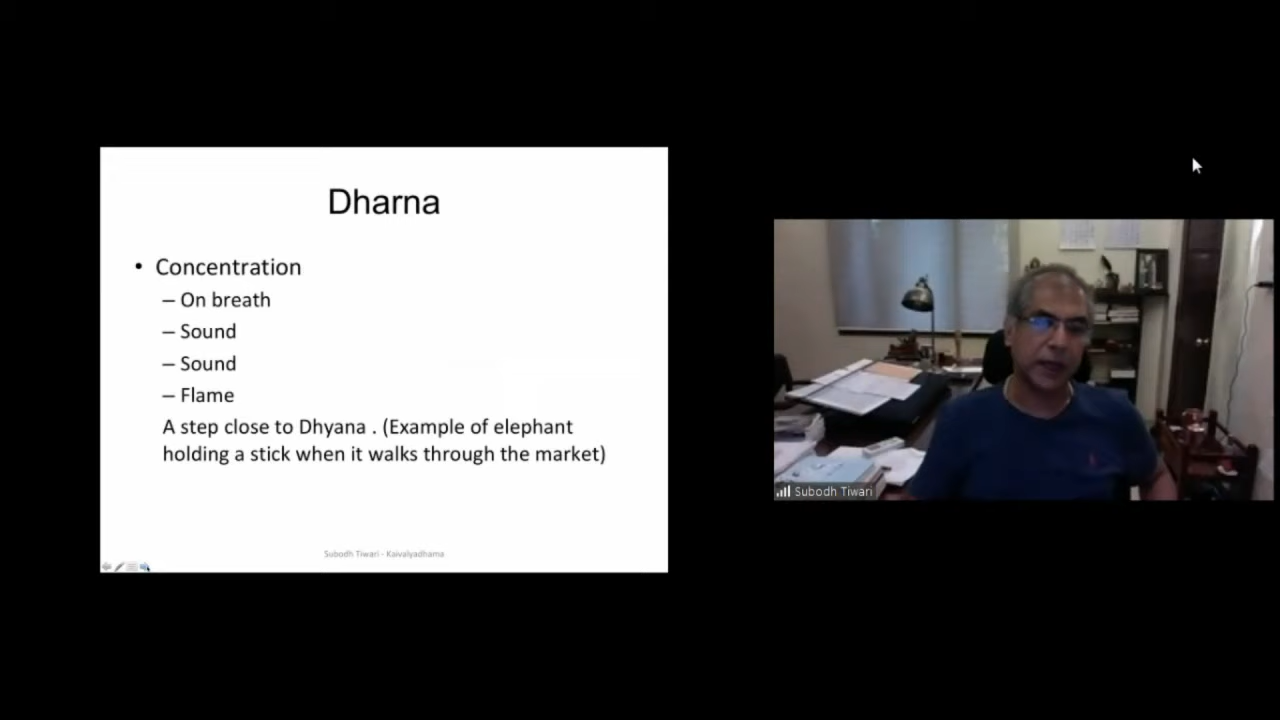 Dharna
• Concentration
– On breath
– Sound
– Sound
– Flame
A step close to Dhyana . (Example of elephant
holding a stick when it walks through the market)
Subodh Tiwari - Kaivalyadhama
Subodh Tiwari